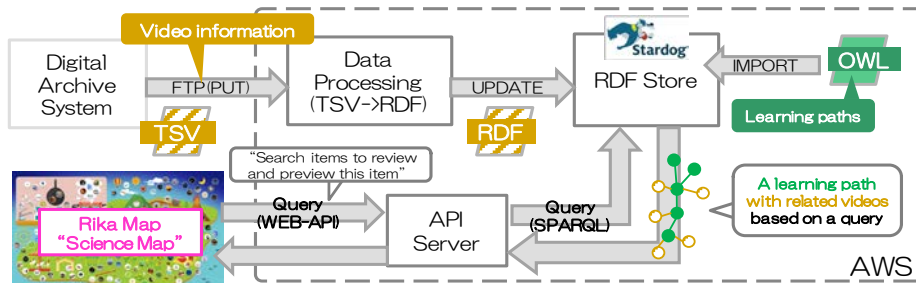 Video information
Digital
Archive
System
FTP(PUT)
TSV
Data
Processing
(TSV->RDF)
UPDATE
RDF
Stardog
RDF Store
IMPORT
OWL
Learning paths
“Search items to review
and preview this item”
Rika Map
“Science Map”
Query
(WEB-API)
API
Server
Query
(SPARQL)
A learning path
with related videos
based on a query
AWS